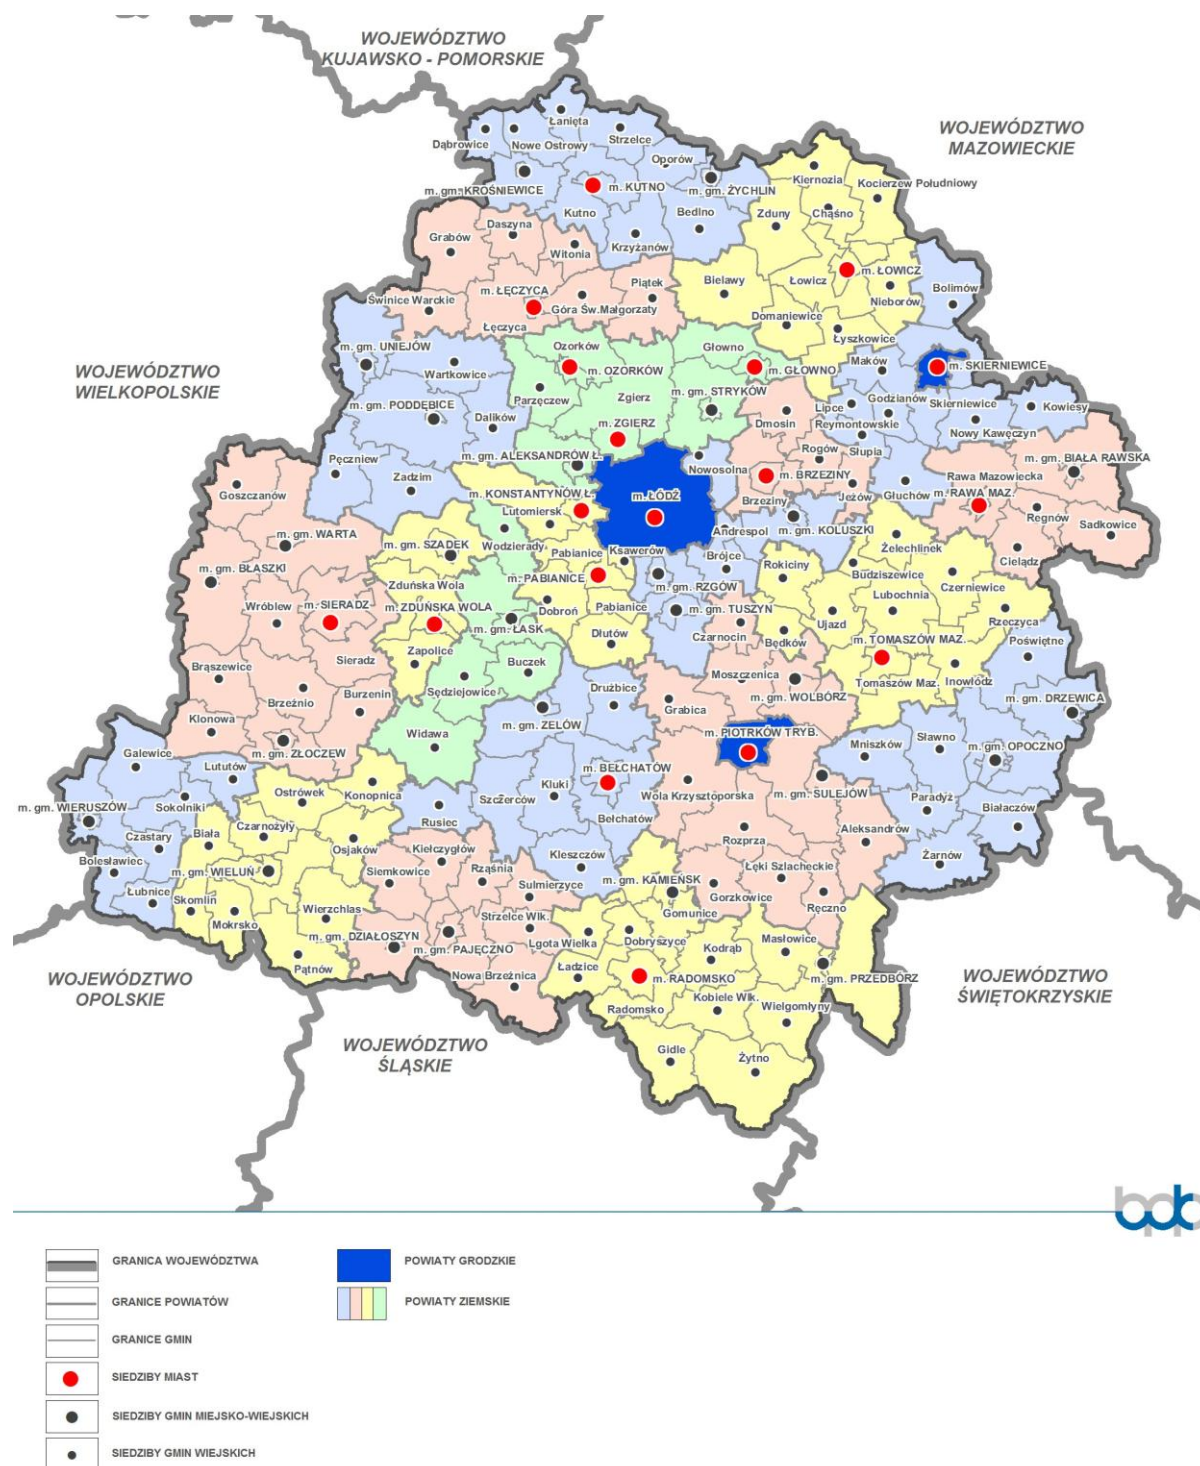 WOJEWÓDZTWO
KUJAWSKO - POMORSKIE
WOJEWÓDZTWO
MAZOWIECKIE
WOJEWÓDZTWO
WIELKOPOLSKIE
Łanięta
Dąbrowice
Nowe Ostrowy
Strzelce
Oporów
m. gm. KROŚNIEWICE
m. KUTNO
m. gm. ŻYCHLIN
Kutno
Bedlno
Krzyżanów
Kiernozia
Kocierzew Południowy
Zduny
Chąśno
Grabów
Daszyna
Witonia
Bielawy
Łowicz
m. ŁOWICZ
Nieborów
Bolimów
Świnice Warckie
m. ŁĘCZYCA
Piątek
Góra Św.Małgorzaty
Łęczyca
Domaniewice
Łyszkowice
m. gm. UNIEJÓW
Wartkowice
Ozorków
m. OZORKÓW
Głowno
m. GŁOWNO
Maków
m. SKIERNIEWICE
Parzęczew
Zgierz
m. gm. STRYKÓW
m. gm. PODDĘBICE
Dalików
m. ZGIERZ
Dmosin
Lipce
Reymontowskie
Godzianów
Skierniewice
Kowiesy
Nowy Kawęczyn
Słupia
Rogów
m. gm. ALEKSANDRÓW Ł.
Nowosolna
m. BRZEZINY
Brzeziny
Jeżów
Głuchów
m. gm. BIAŁA RAWSKA
Rawa Mazowiecka
m. RAWA MAZ.
Regnów
Sadkowice
Cielądz
Pęczniew
Zadzim
Goszczanów
m. KONSTANTYNÓW Ł.
Lutomiersk
m. ŁÓDŹ
Andrespol
m. gm. KOLUSZKI
Żelechlinek
m. gm. WARTA
m. gm. BŁASZKI
m. gm. SZADEK
Wodzierady
Pabianice
Ksawerów
Brójce
Rokiciny
Budziszewice
Czerniewice
Lubochnia
Zduńska Wola
m. PABIANICE
m. gm. RZGÓW
Wróblew
m. SIERADZ
m. ZDUŃSKA WOLA
m. gm. ŁASK
Dobroń
Pabianice
m. gm. TUSZYN
Czarnocin
Ujazd
Rzeczyca
Będków
m. TOMASZÓW MAZ.
Tomaszów Maz.
Inowłódz
Poświętne
Dłutów
Zapolice
Sieradz
Buczek
Sędziejowice
Brąszewice
Brzeźnio
Burzenin
Moszczenica
m. gm. WOLBÓRZ
Drużbice
Grabica
m. gm. DRZEWICA
m. gm. ZELÓW
Klonowa
m. gm. ZŁOCZEW
Widawa
m. PIOTRKÓW TRYB.
Mniszków
Sławno
m. gm. OPOCZNO
Galewice
Lututów
m. BEŁCHATÓW
Konopnica
Ostrówek
Kluki
Szczerców
Bełchatów
Wola Krzysztoporska
m. gm. SULEJÓW
Paradyż
Białaczów
m. gm. WIERUSZÓW
Sokolniki
Rusiec
Czastary
Biała
Czarnożyły
Osjaków
Kiełczygłów
Rozprza
Aleksandrów
Bolesławiec
m. gm. WIELUŃ
Siemkowice
Rząśnia
Kleszczów
Żarnów
Łęki Szlacheckie
m. gm. KAMIEŃSK
Łubnice
Skomlin
Sulmierzyce
Gorzkowice
Ręczno
Mokrsko
Wierzchlas
Strzelce Wlk.
Gomunice
m. gm. DZIAŁOSZYN
m. gm. PAJĘCZNO
Lgota Wielka
Dobryszyce
Kodrąb
Masłowice
Pątnów
Ładzice
m. RADOMSKO
m. gm. PRZEDBÓRZ
Nowa Brzeźnica
Kobiele Wlk.
Wielgomłyny
Radomsko
Gidle
Żytno
WOJEWÓDZTWO
OPOLSKIE
WOJEWÓDZTWO
ŚWIĘTOKRZYSKIE
WOJEWÓDZTWO
ŚLĄSKIE
bpp
GRANICA WOJEWÓDZTWA
GRANICE POWIATÓW
GRANICE GMIN
SIEDZIBY MIAST
SIEDZIBY GMIN MIEJSKO-WIEJSKICH
SIEDZIBY GMIN WIEJSKICH
POWIATY GRODZKIE
POWIATY ZIEMSKIE